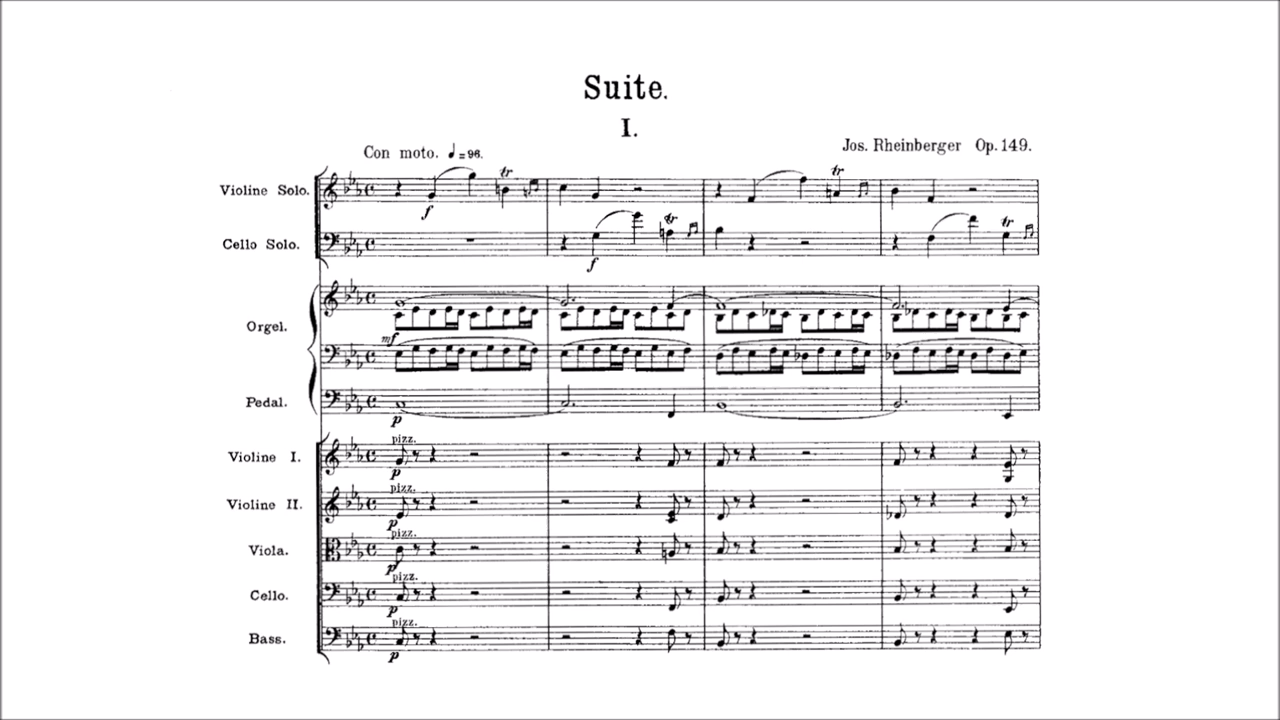 Suite.
I.
Jos. Rheinberger Op. 149.
Con moto. ♩=96.
Violine Solo.
tr
tr
f
Cello Solo.
tr
tr
f
Orgel.
mf
Pedal.
p
pizz.
Violine I.
p
pizz.
Violine II.
p
pizz.
Viola.
p
pizz.
Cello.
p
pizz.
Bass.
p